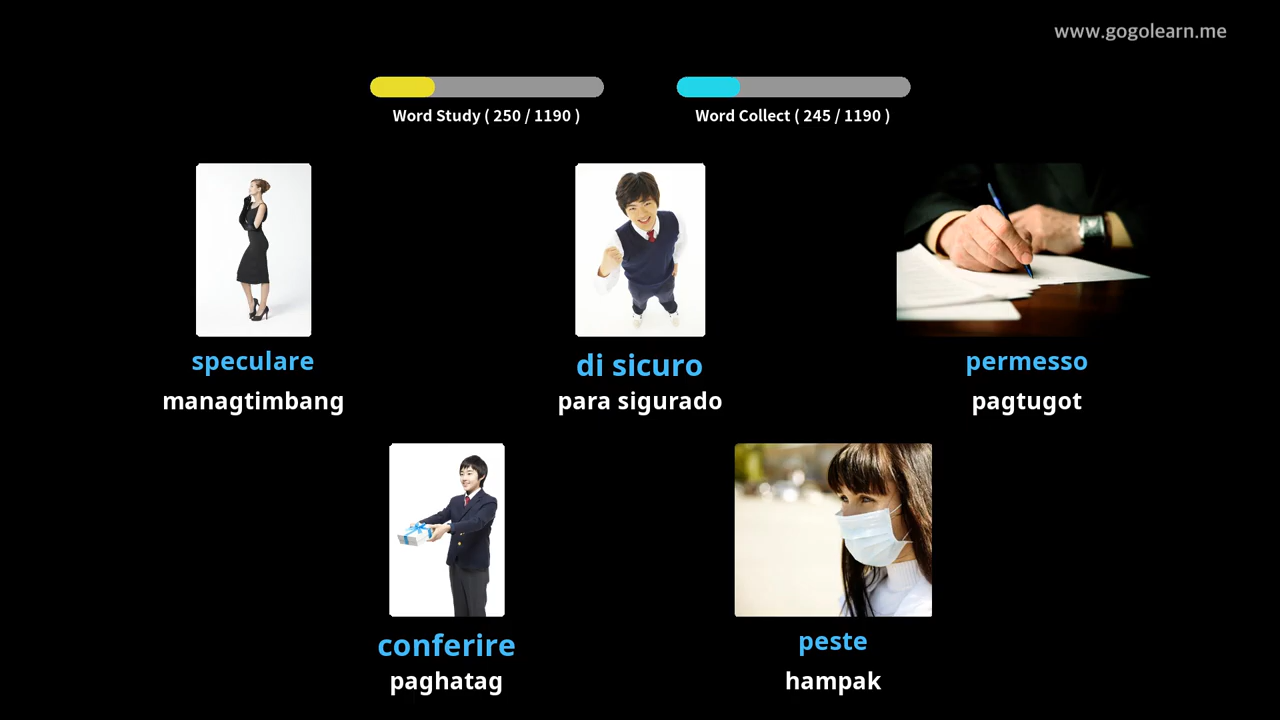 www.gogolearn.me
Word Study ( 250 / 1190 )
Word Collect ( 245 / 1190 )
speculare
managtimbang
di sicuro
para sigurado
permesso
pagtugot
conferire
paghatag
peste
hampak